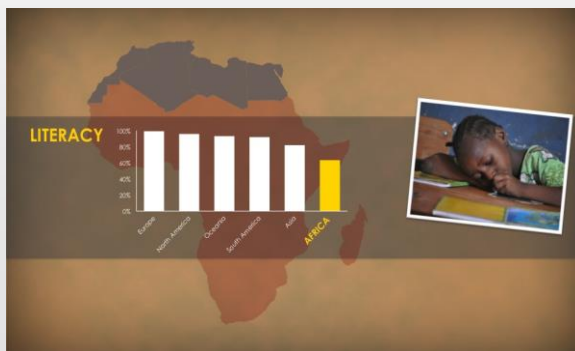 LITERACY
100%
80%
60%
40%
20%
0%
Europe
North America
Oceania
South America
Asia
AFRICA